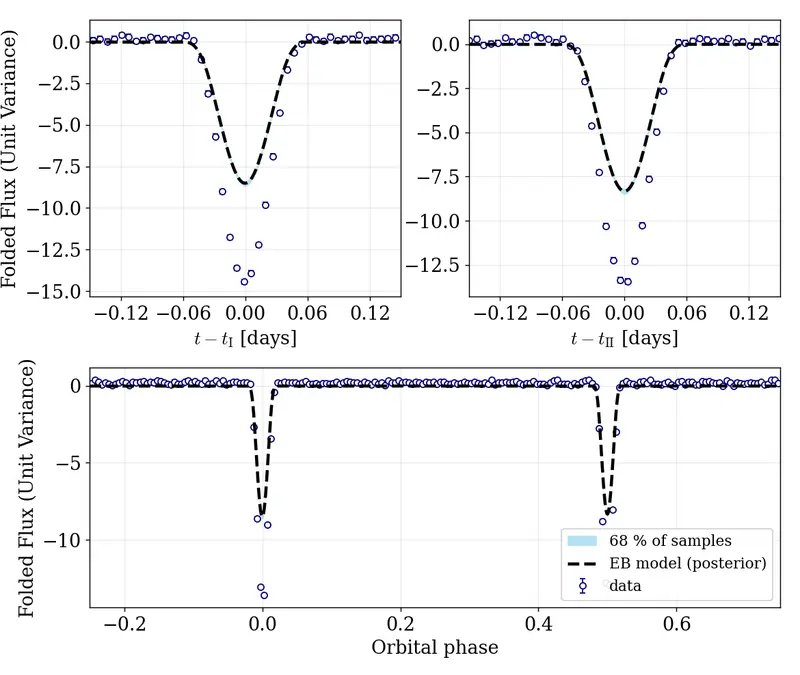 Folded Flux (Unit Variance)
0.0
−2.5
−5.0
−7.5
−10.0
−12.5
−15.0
−0.12 −0.06 0.00 0.06 0.12
t − tI [days]
0.0
−2.5
−5.0
−7.5
−10.0
−12.5
−0.12 −0.06 0.00 0.06 0.12
t − tII [days]
Folded Flux (Unit Variance)
0
−5
−10
−0.2 0.0 0.2 0.4 0.6
Orbital phase
68 % of samples
EB model (posterior)
data